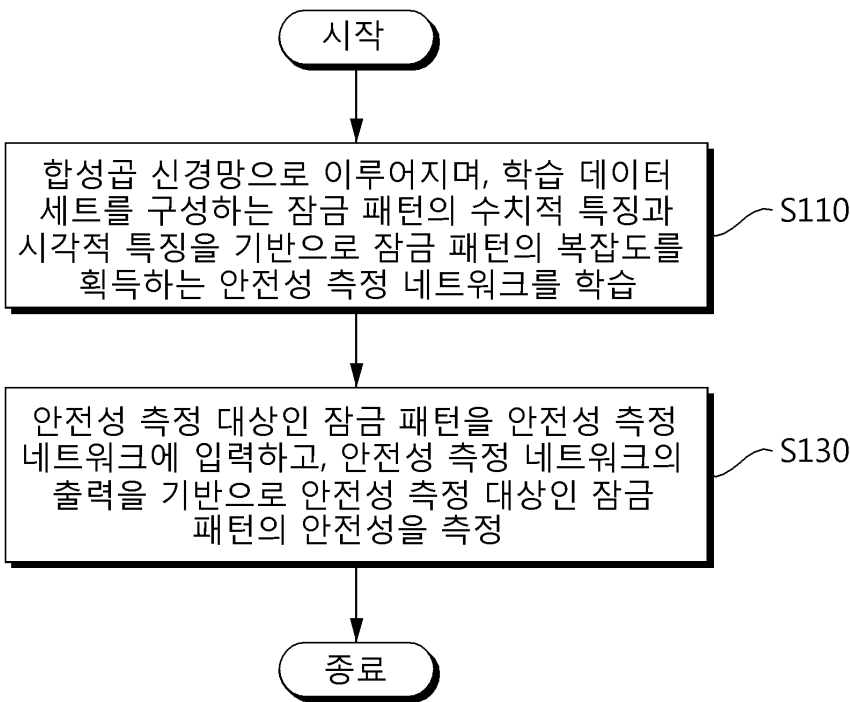 시작
합성곱 신경망으로 이루어지며, 학습 데이터
세트를 구성하는 잠금 패턴의 수치적 특징과
시각적 특징을 기반으로 잠금 패턴의 복잡도를
획득하는 안전성 측정 네트워크를 학습
S110
안전성 측정 대상인 잠금 패턴을 안전성 측정
네트워크에 입력하고, 안전성 측정 네트워크의
출력을 기반으로 안전성 측정 대상인 잠금
패턴의 안전성을 측정
S130
종료